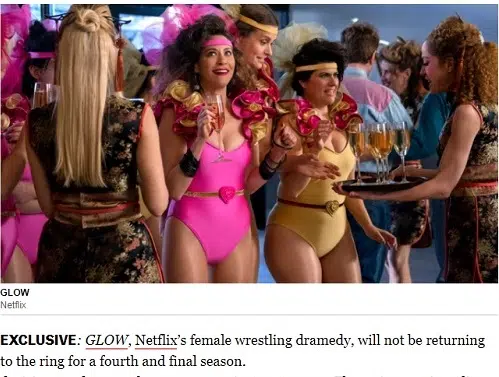 GLOW
Netflix
EXCLUSIVE: GLOW, Netflix's female wrestling dramedy, will not be returning
to the ring for a fourth and final season.